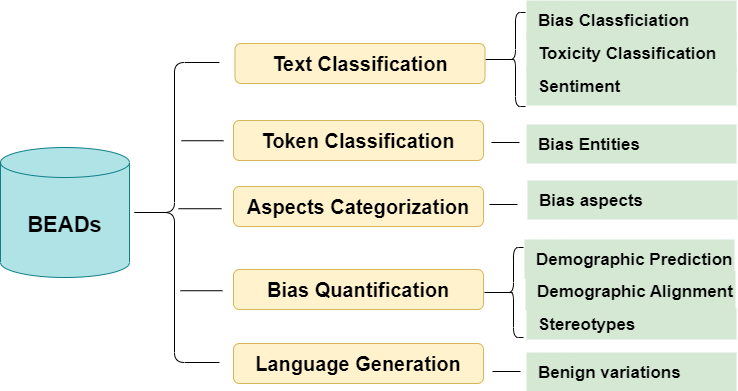 BEADs
Text Classification
Bias Classficiation
Toxicity Classification
Sentiment
Token Classification
Bias Entities
Aspects Categorization
Bias aspects
Bias Quantification
Demographic Prediction
Demographic Alignment
Stereotypes
Language Generation
Benign variations